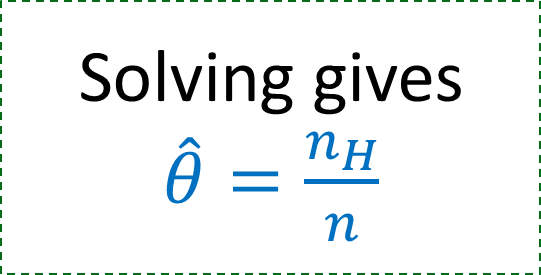 Solving gives
θ̂ = n_H / n